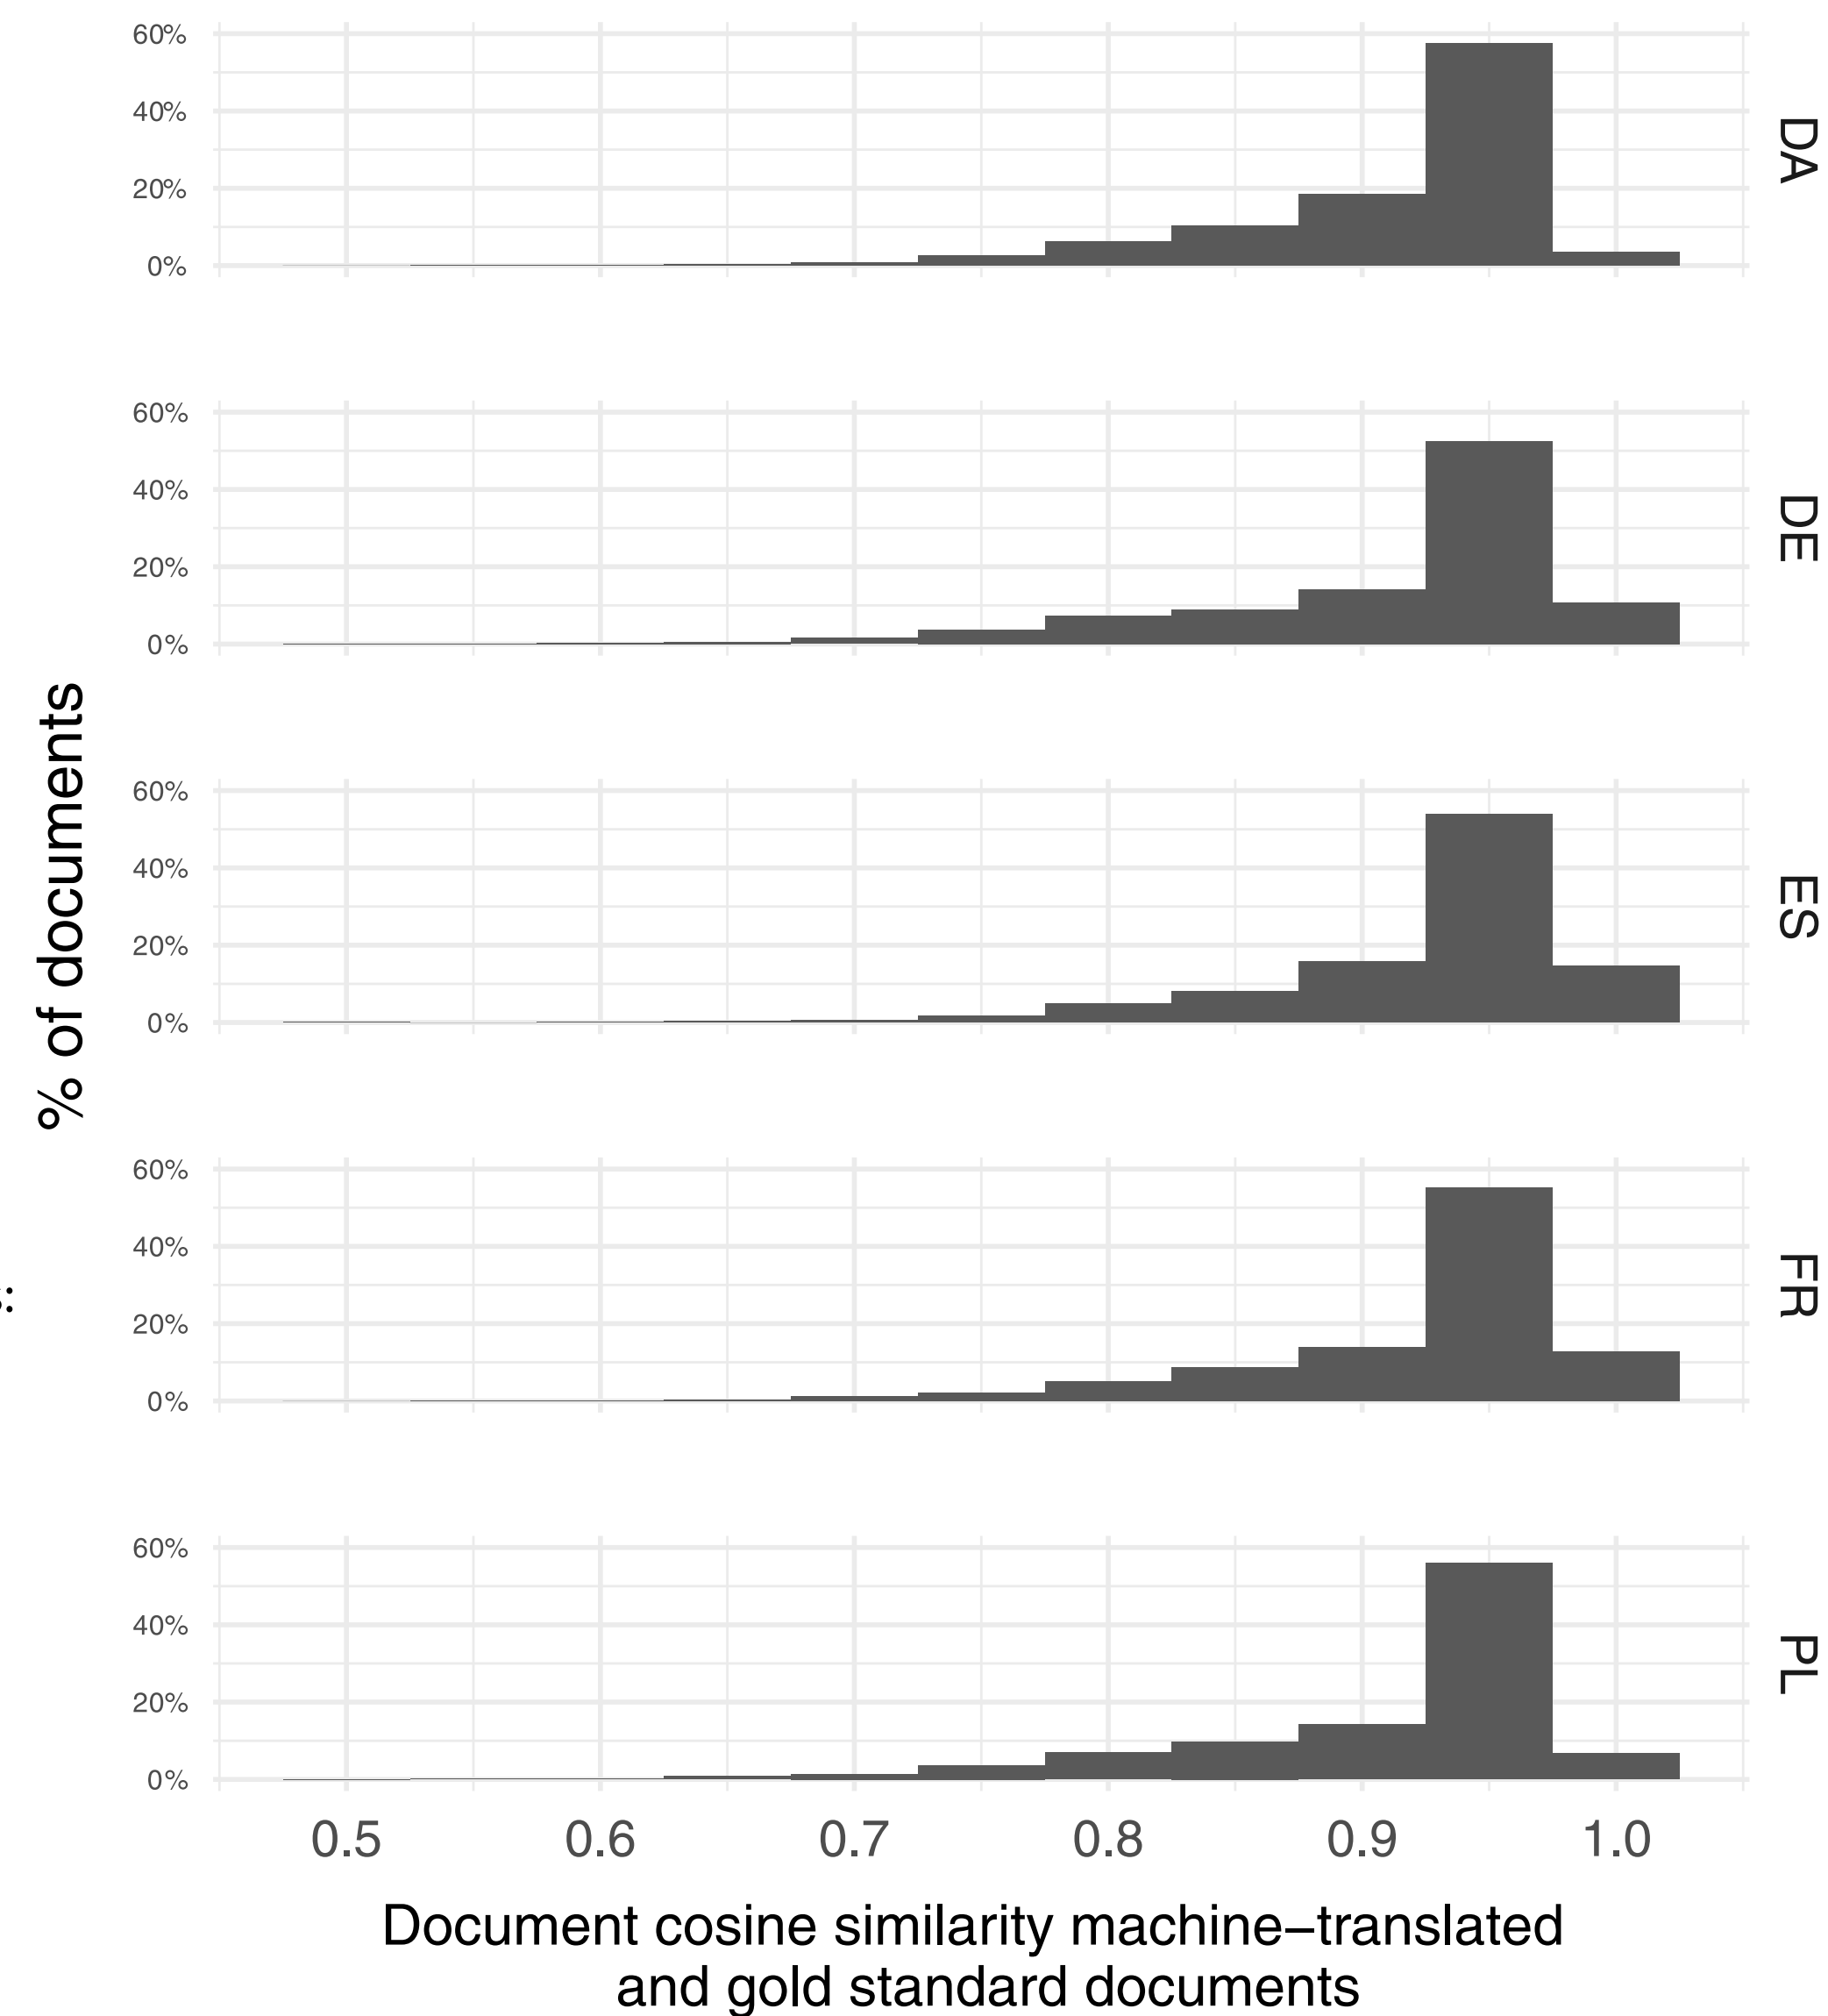 60%
40%
20%
0%
DA
60%
40%
20%
0%
DE
60%
40%
20%
0%
ES
60%
40%
20%
0%
FR
60%
40%
20%
0%
PL
% of documents
0.5 0.6 0.7 0.8 0.9 1.0
Document cosine similarity machine−translated
and gold standard documents